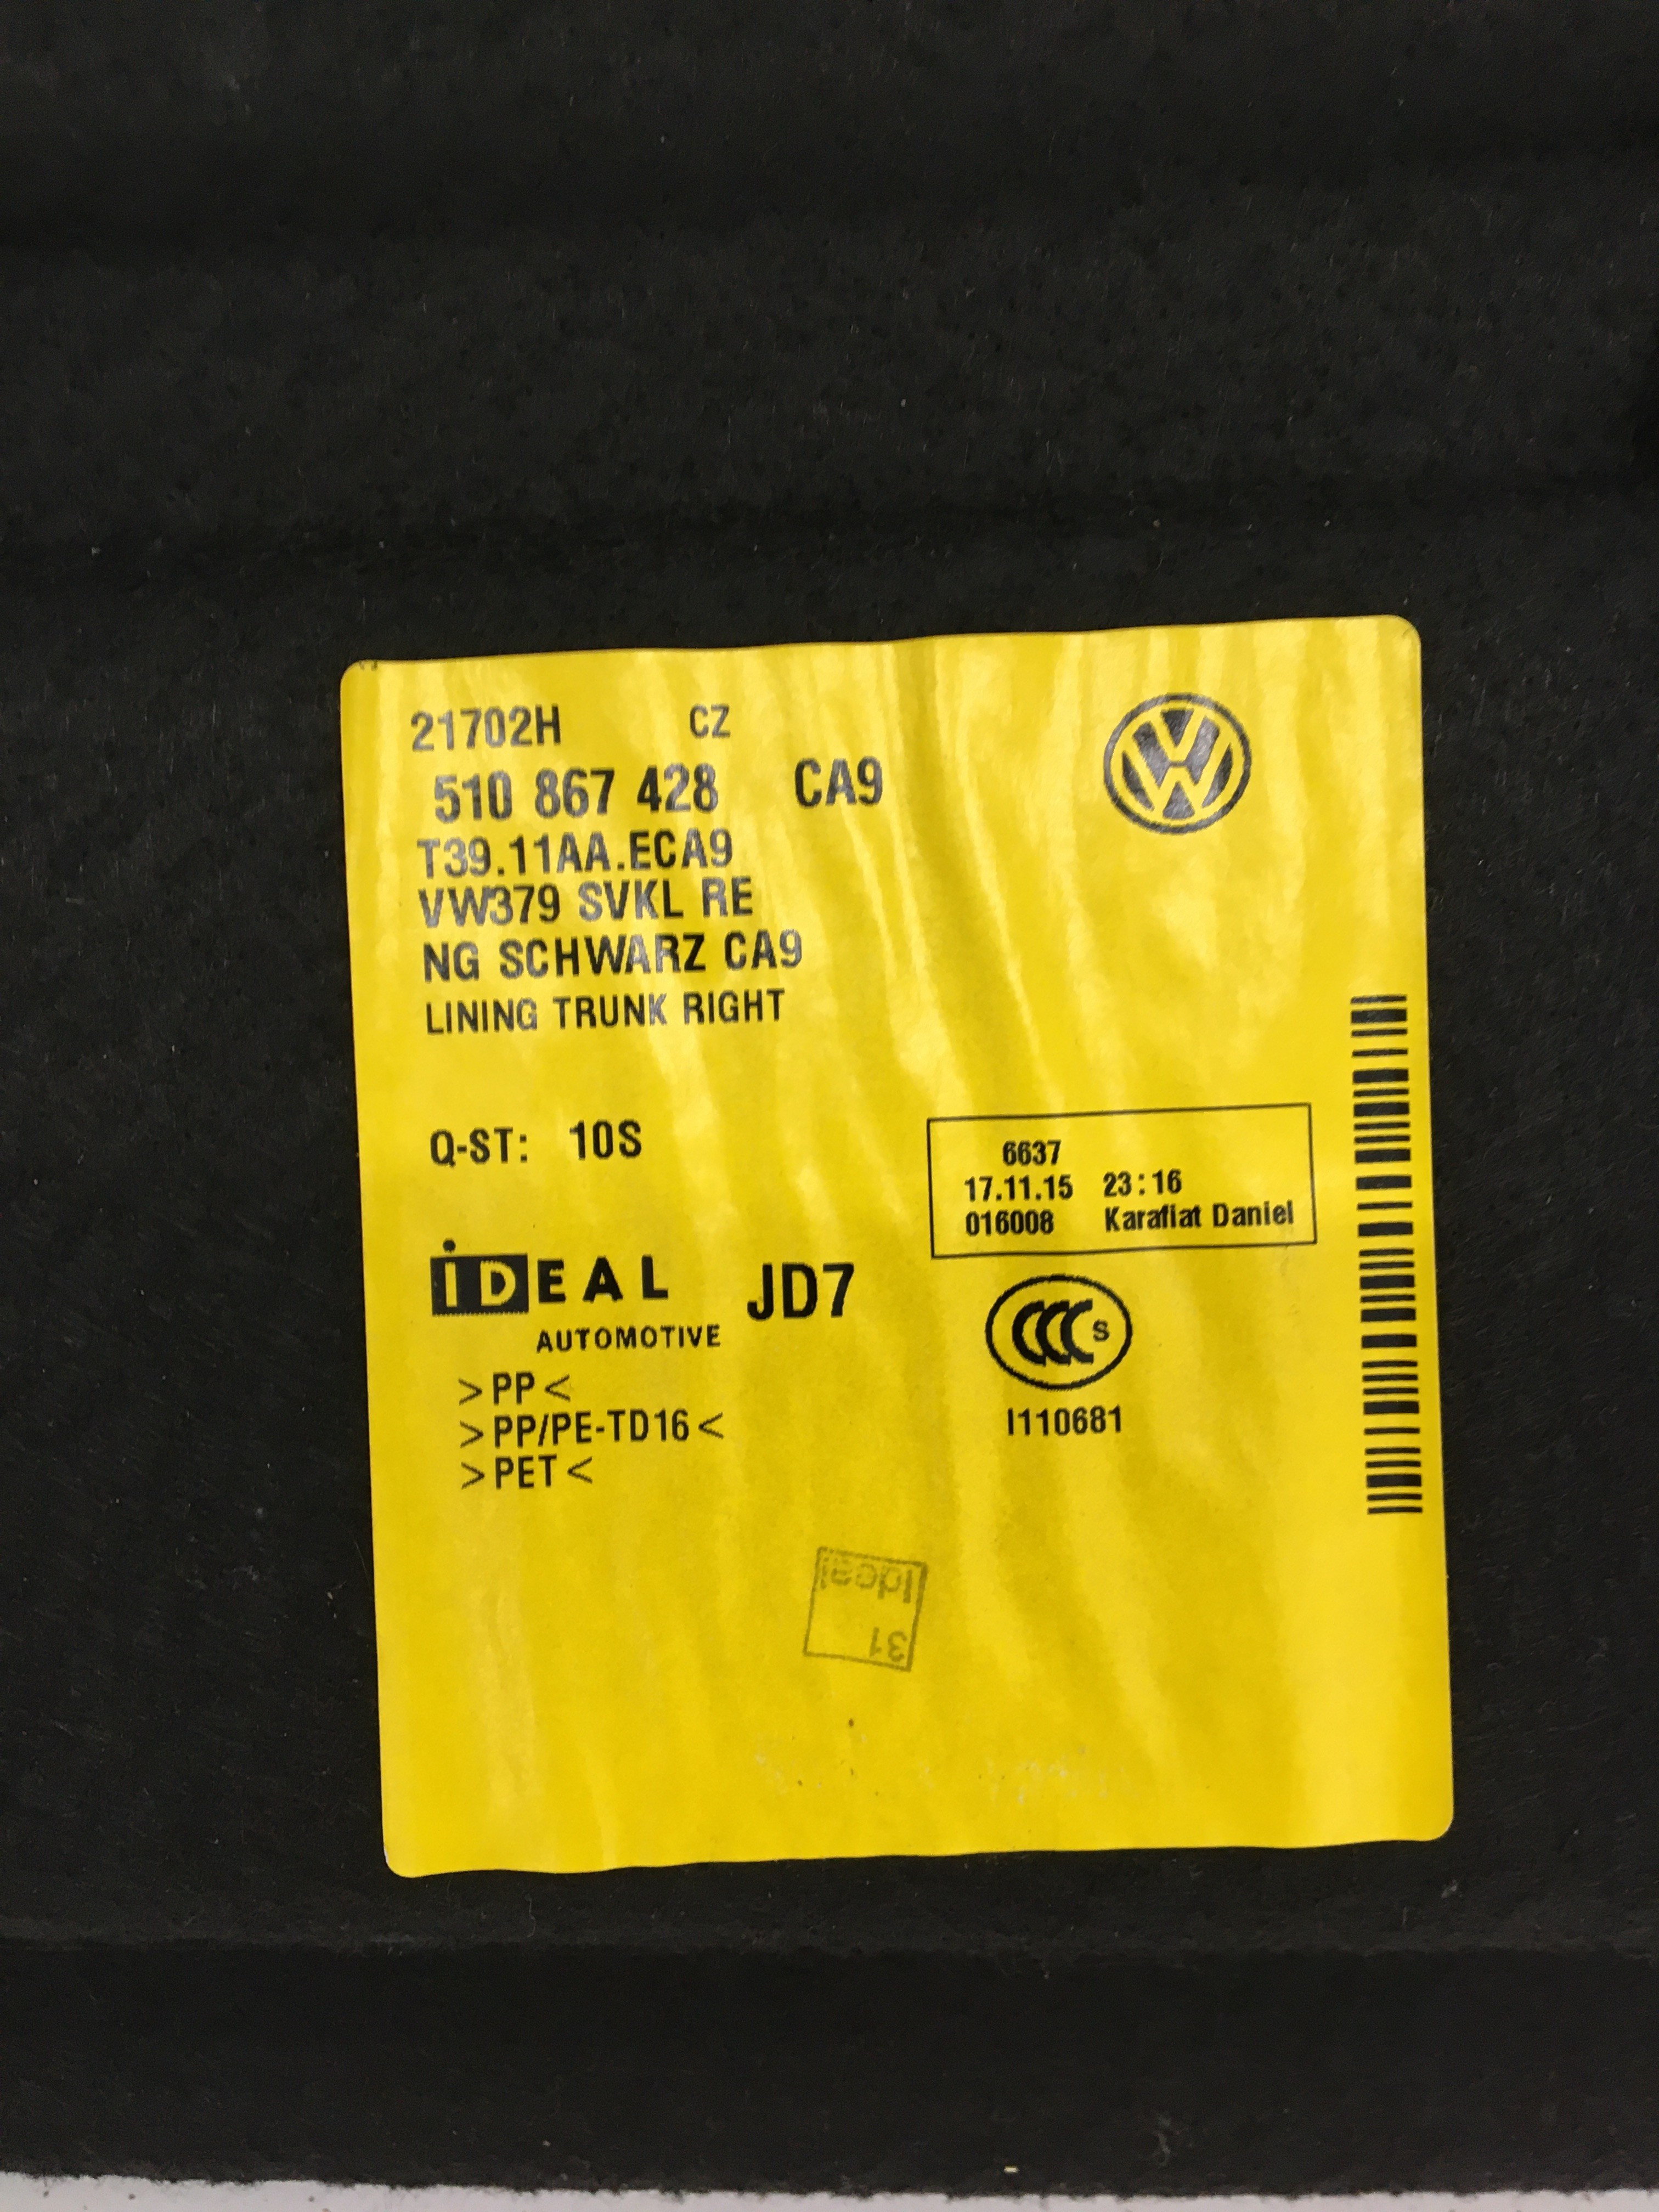 21702H CZ
510 867 428 CA9
T39.11AA.ECA9
VW379 SVKL RE
NG SCHWARZ CA9
LINING TRUNK RIGHT
Q-ST: 10S
6637
17.11.15 23:16
016008 Karafiat Daniel
iDEAL JD7
AUTOMOTIVE
CCC S
>PP<
>PP/PE-TD16<
I110681
>PET<
Ideal
31